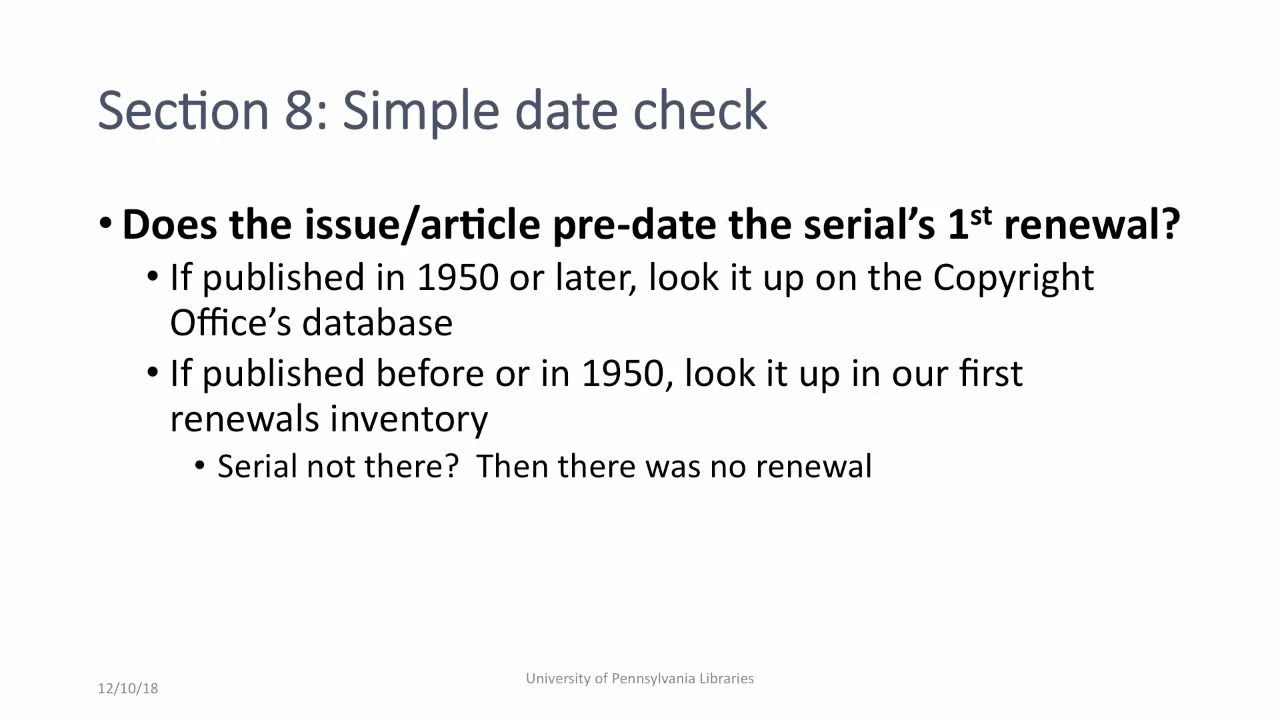 Section 8: Simple date check
• Does the issue/article pre-date the serial’s 1st renewal?
• If published in 1950 or later, look it up on the Copyright
Office’s database
• If published before or in 1950, look it up in our first
renewals inventory
• Serial not there?  Then there was no renewal
12/10/18
University of Pennsylvania Libraries